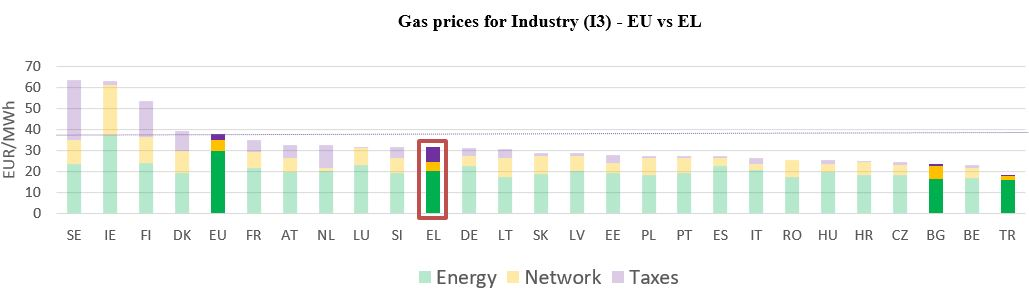 Gas prices for Industry (I3) - EU vs EL
EUR/MWh
70
60
50
40
30
20
10
0
SE IE FI DK EU FR AT NL LU SI EL DE LT SK LV EE PL PT ES IT RO HU HR CZ BG BE TR
Energy Network Taxes